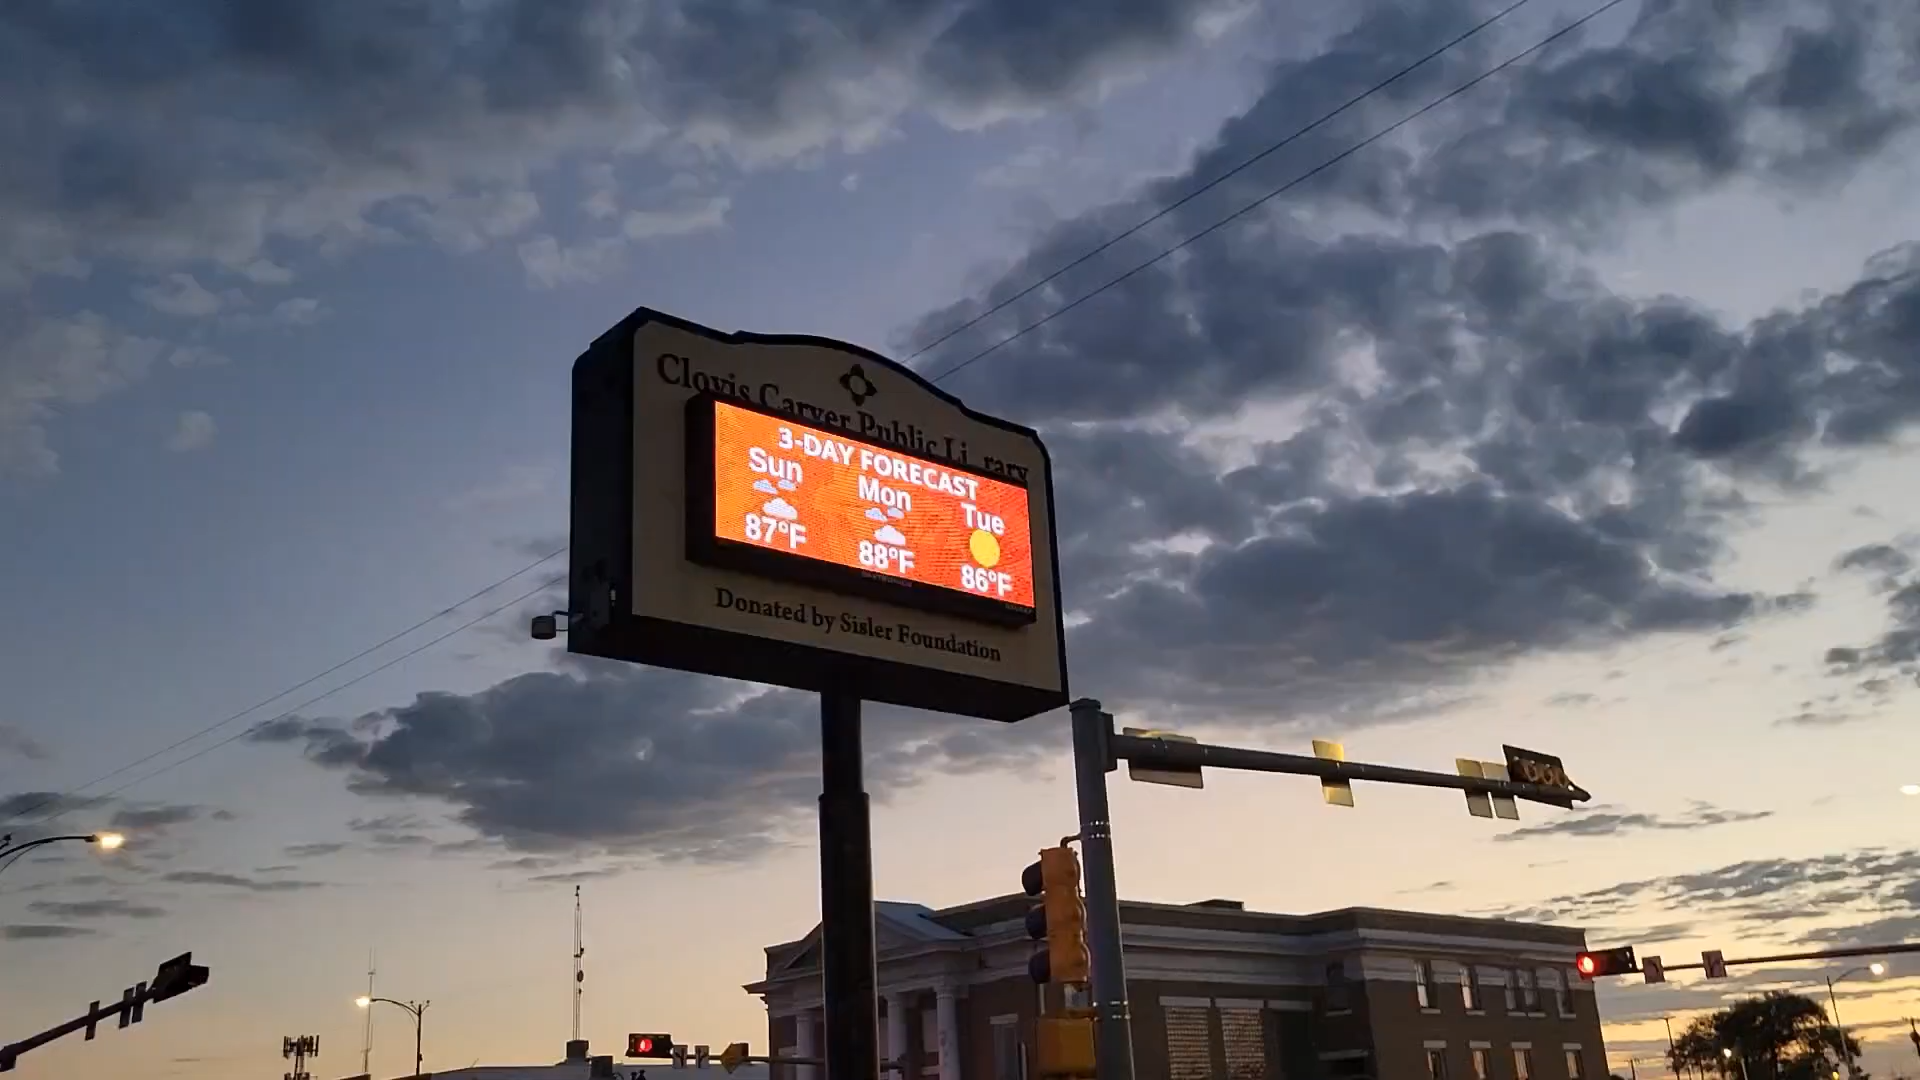 Clovis Carver Public Li rary
3-DAY FORECAST
Sun Mon Tue
87°F 88°F 86°F
Donated by Sisler Foundation